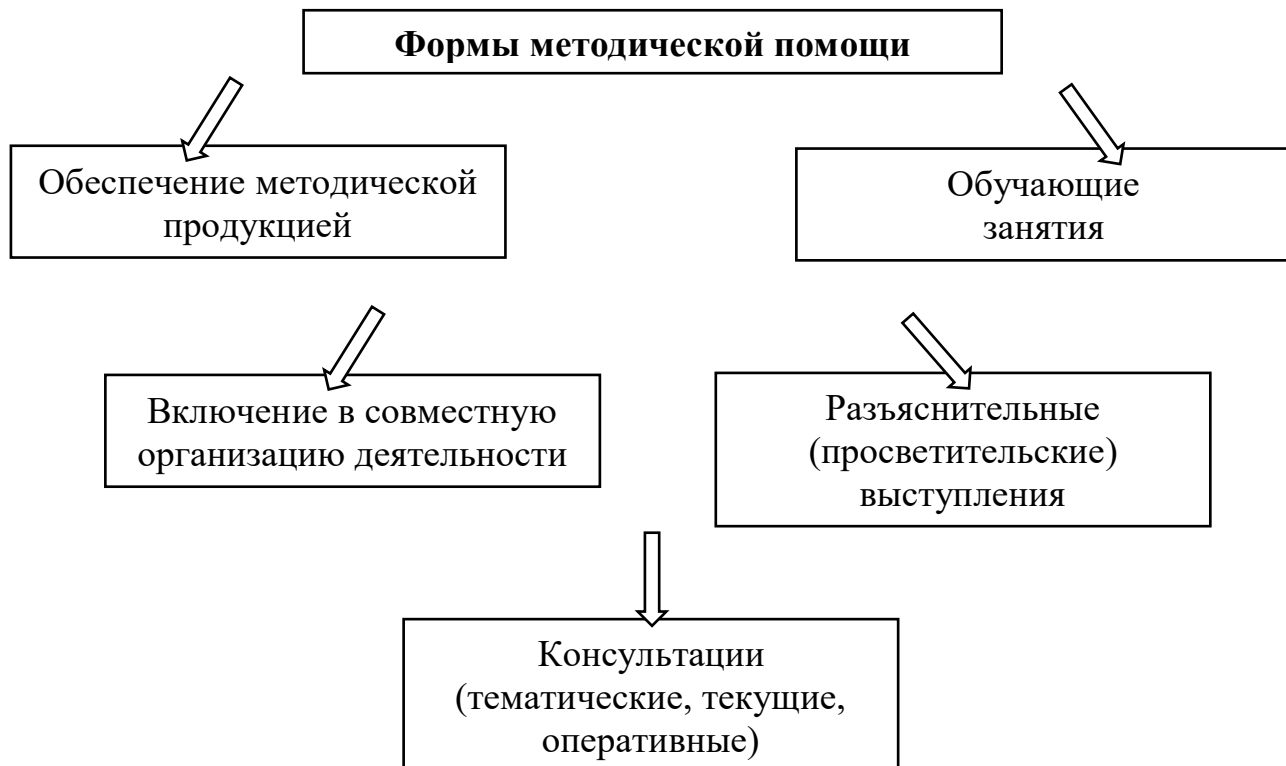 Формы методической помощи
Обеспечение методической
продукцией
Обучающие
занятия
Включение в совместную
организацию деятельности
Разъяснительные
(просветительские)
выступления
Консультации
(тематические, текущие,
оперативные)